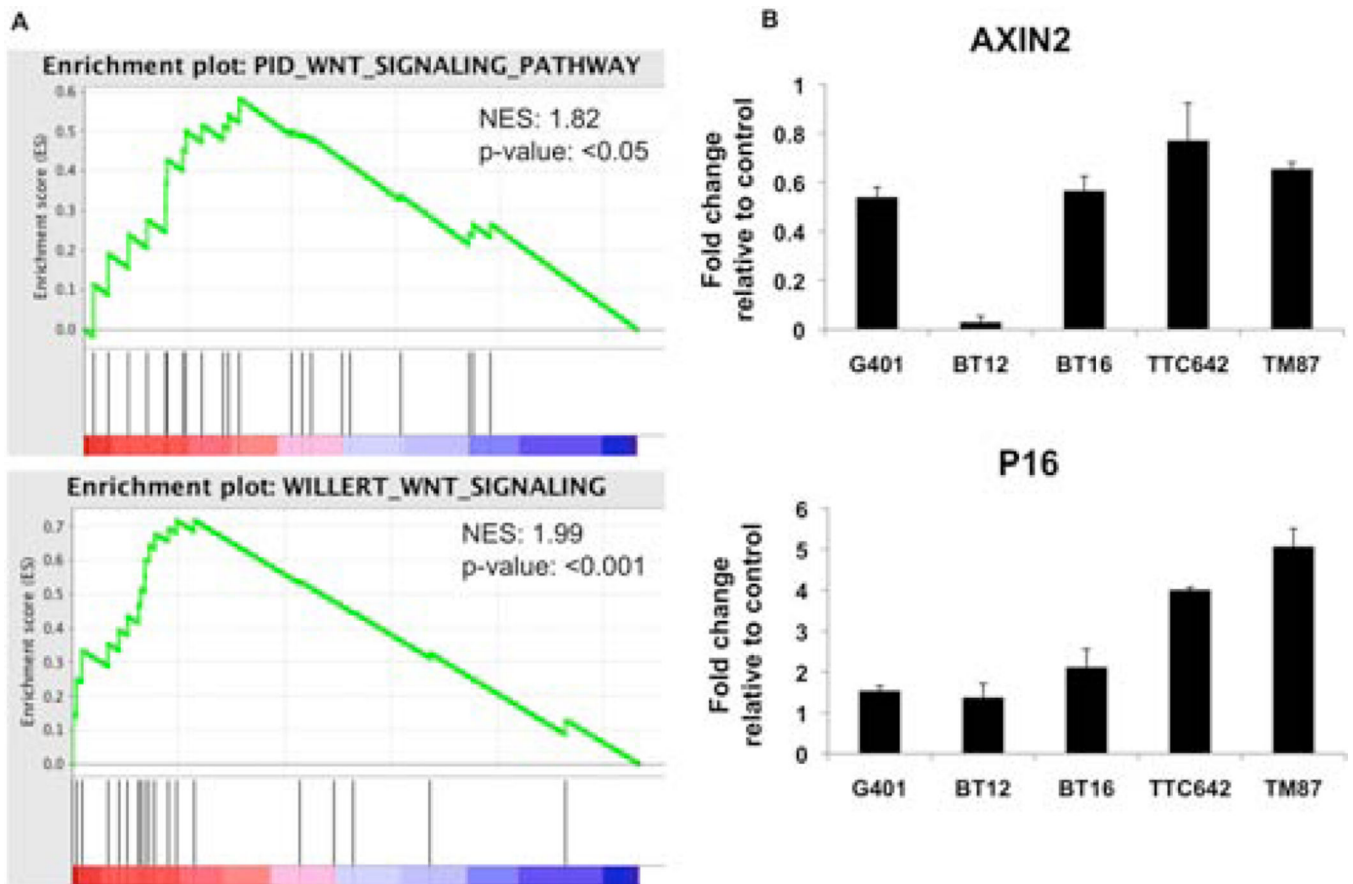 A
Enrichment plot: PID_WNT_SIGNALING_PATHWAY
NES: 1.82
p-value: <0.05
Enrichment score (ES)
0.6
0.5
0.4
0.3
0.2
0.1
0.0
Enrichment plot: WILLERT_WNT_SIGNALING
NES: 1.99
p-value: <0.001
Enrichment score (ES)
0.7
0.6
0.5
0.4
0.3
0.2
0.1
0.0
B
AXIN2
Fold change
relative to control
1
0.8
0.6
0.4
0.2
0
G401 BT12 BT16 TTC642 TM87
P16
Fold change
relative to control
6
5
4
3
2
1
0
G401 BT12 BT16 TTC642 TM87